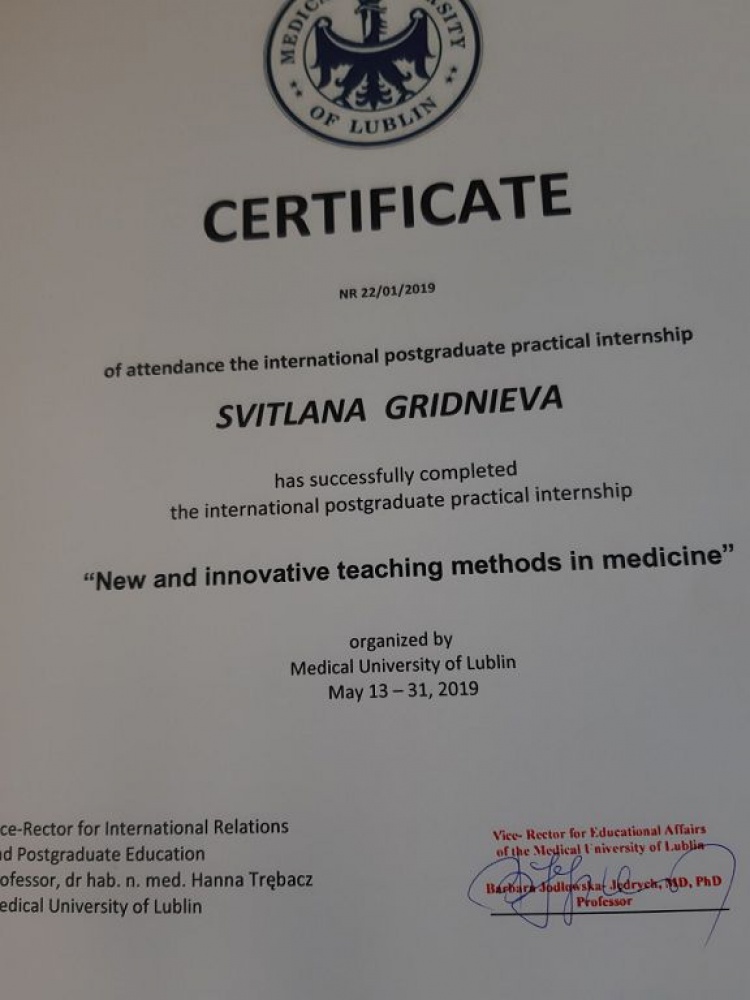 OF LUBLIN
CERTIFICATE
NR 22/01/2019
of attendance the international postgraduate practical internship
SVITLANA GRIDNIEVA
has successfully completed
the international postgraduate practical internship
“New and innovative teaching methods in medicine”
organized by
Medical University of Lublin
May 13 – 31, 2019
ce-Rector for International Relations
d Postgraduate Education
ofessor, dr hab. n. med. Hanna Trębacz
edical University of Lublin
Vice- Rector for Educational Affairs
of the Medical University of Lublin
Barbara Jodlowska- Jędrych, MD, PhD
Professor